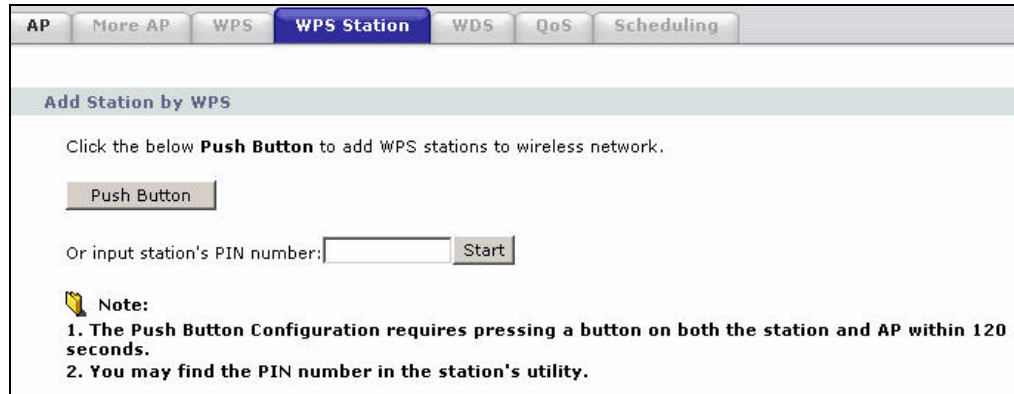 AP More AP WPS WPS Station WDS QoS Scheduling
Add Station by WPS
Click the below Push Button to add WPS stations to wireless network.
Push Button
Or input station's PIN number: Start
Note:
1. The Push Button Configuration requires pressing a button on both the station and AP within 120
seconds.
2. You may find the PIN number in the station's utility.